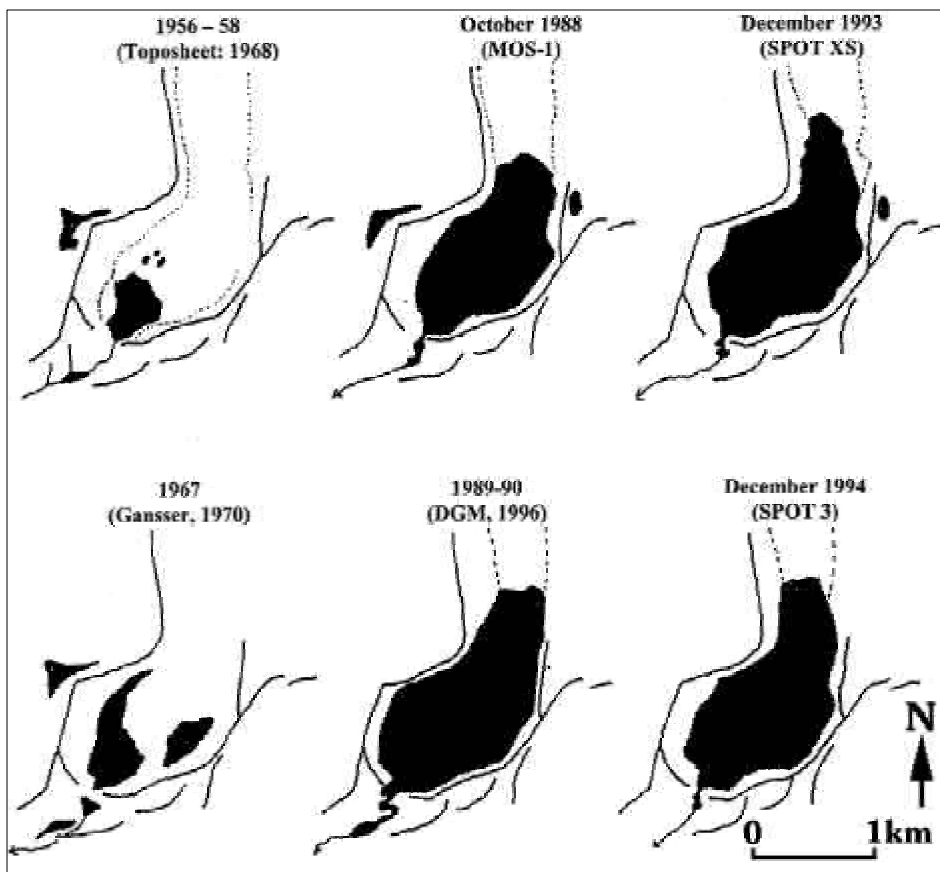 1956 – 58
(Toposheet: 1968)
October 1988
(MOS-1)
December 1993
(SPOT XS)
1967
(Gansser, 1970)
1989-90
(DGM, 1996)
December 1994
(SPOT 3)
N
0 1km